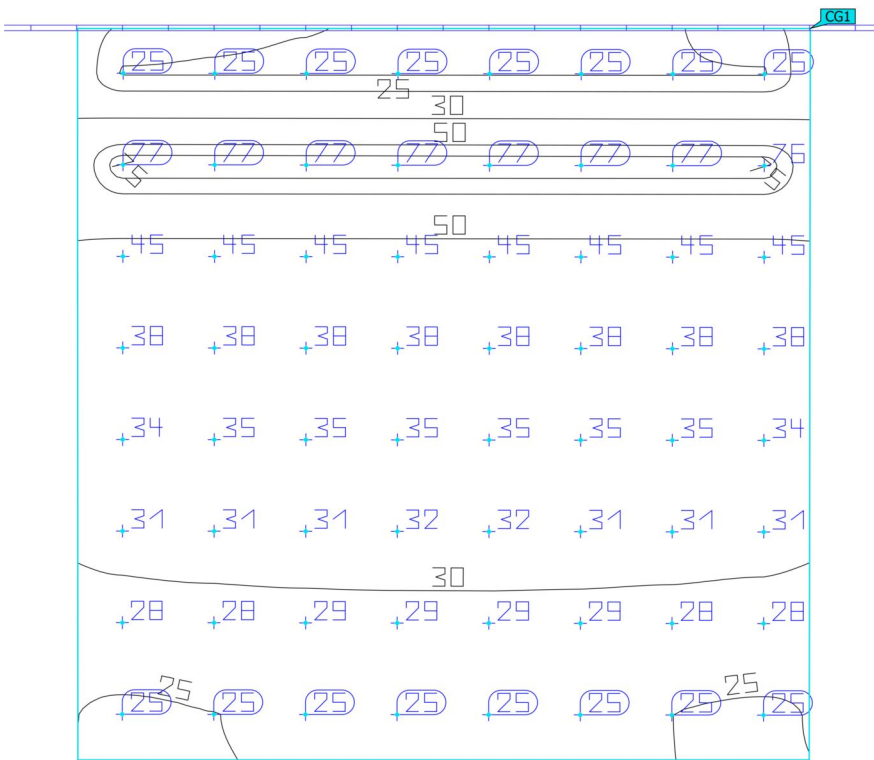 CG1
25 25 25 25 25 25 25 25
25
30
50
77 77 77 77 77 77 77 76
50
45 45 45 45 45 45 45 45
38 38 38 38 38 38 38 38
34 35 35 35 35 35 35 34
31 31 31 32 32 31 31 31
30
28 28 29 29 29 29 28 28
25 25
25 25 25 25 25 25 25 25